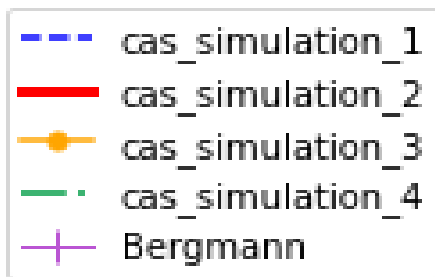 cas_simulation_1
cas_simulation_2
cas_simulation_3
cas_simulation_4
Bergmann